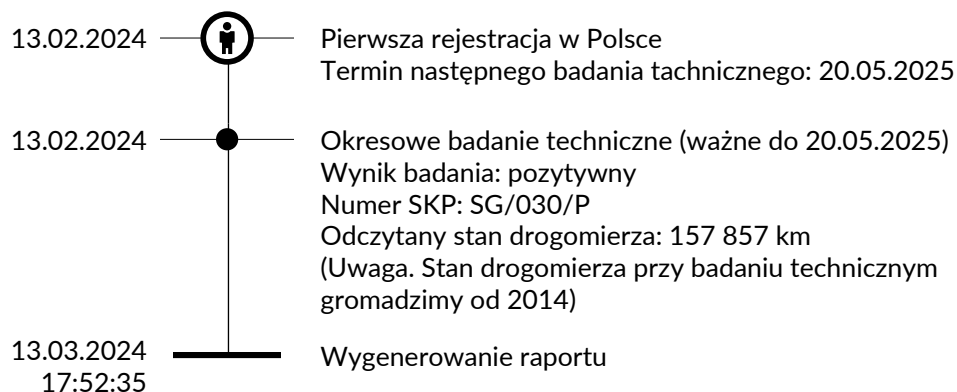 13.02.2024
Pierwsza rejestracja w Polsce
Termin następnego badania tachnicznego: 20.05.2025
13.02.2024
Okresowe badanie techniczne (ważne do 20.05.2025)
Wynik badania: pozytywny
Numer SKP: SG/030/P
Odczytany stan drogomierza: 157 857 km
(Uwaga. Stan drogomierza przy badaniu technicznym
gromadzimy od 2014)
13.03.2024
17:52:35
Wygenerowanie raportu